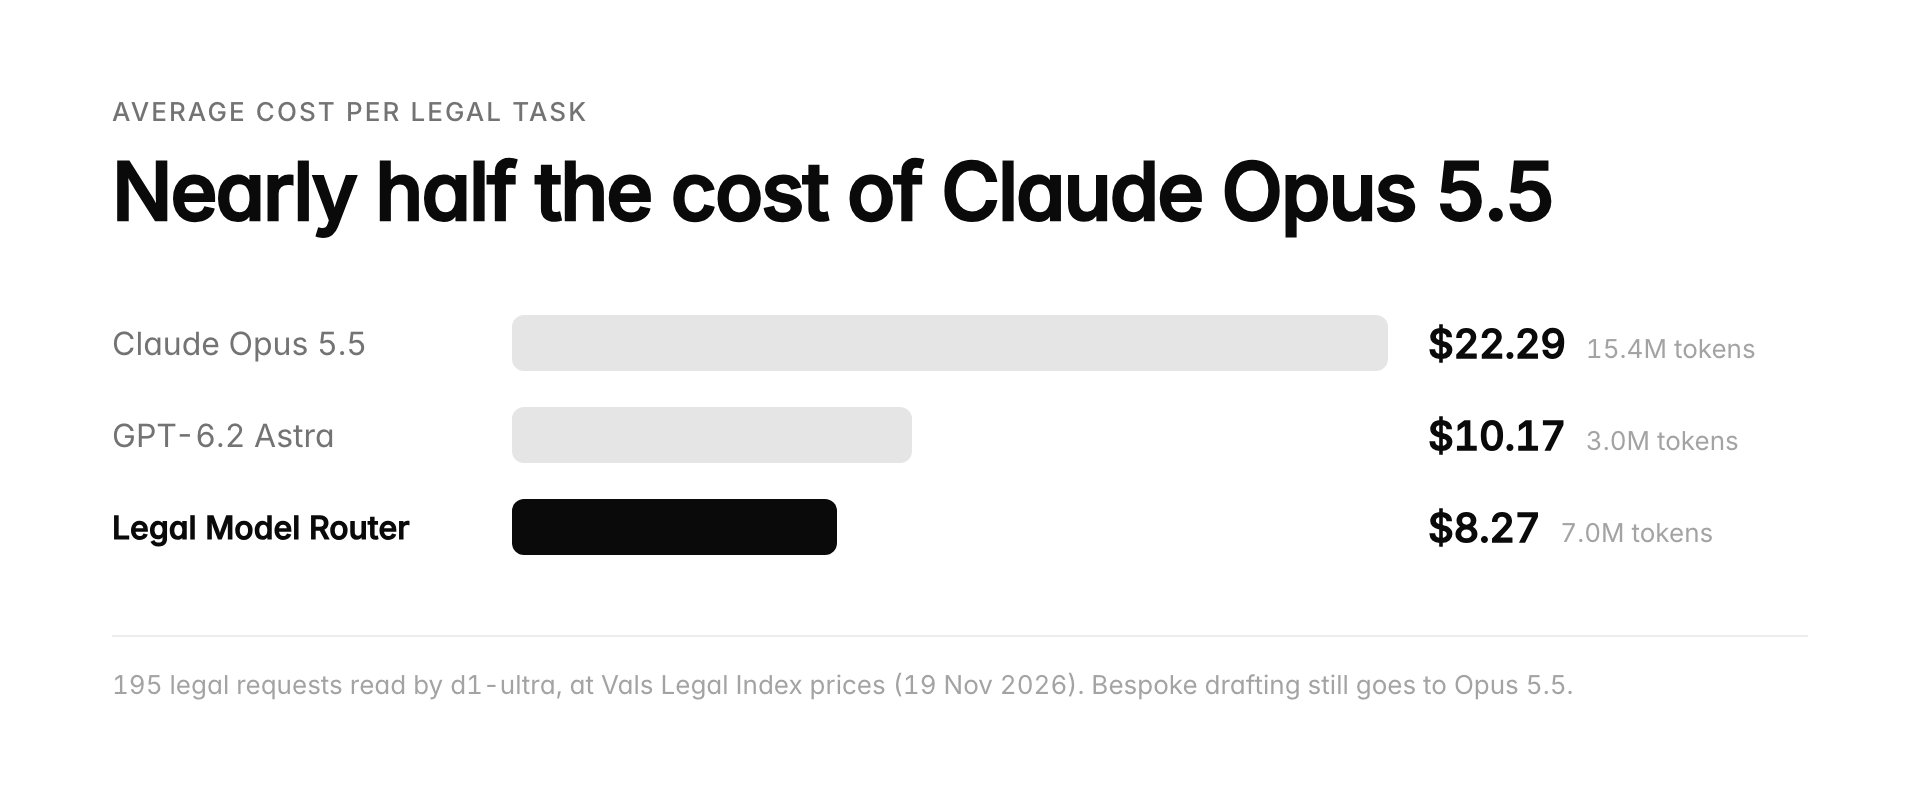 AVERAGE COST PER LEGAL TASK
Nearly half the cost of Claude Opus 5.5
Claude Opus 5.5 $22.29 15.4M tokens
GPT-6.2 Astra $10.17 3.0M tokens
Legal Model Router $8.27 7.0M tokens
195 legal requests read by d1-ultra, at Vals Legal Index prices (19 Nov 2026). Bespoke drafting still goes to Opus 5.5.